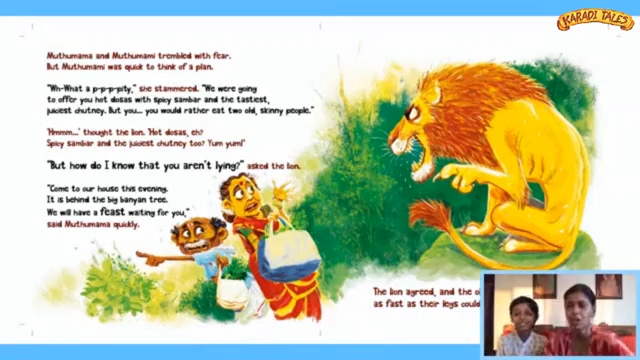 KARADI TALES
Muthumama and Muthumami trembled with fear.
But Muthumami was quick to think of a plan.
"Wh-What a p-p-p-pity," she stammered. "We were going
to offer you hot dosas with spicy sambar and the tastiest,
juiciest chutney. But you... you would rather eat two old, skinny people."
'Hmmm...' thought the lion. 'Hot dosas, eh?
Spicy sambar and the juiciest chutney too? Yum yum!'
"But how do I know that you aren't lying?" asked the lion.
"Come to our house this evening.
It is behind the big banyan tree.
We will have a feast waiting for you,"
said Muthumama quickly.
The lion agreed, and the
as fast as their legs could